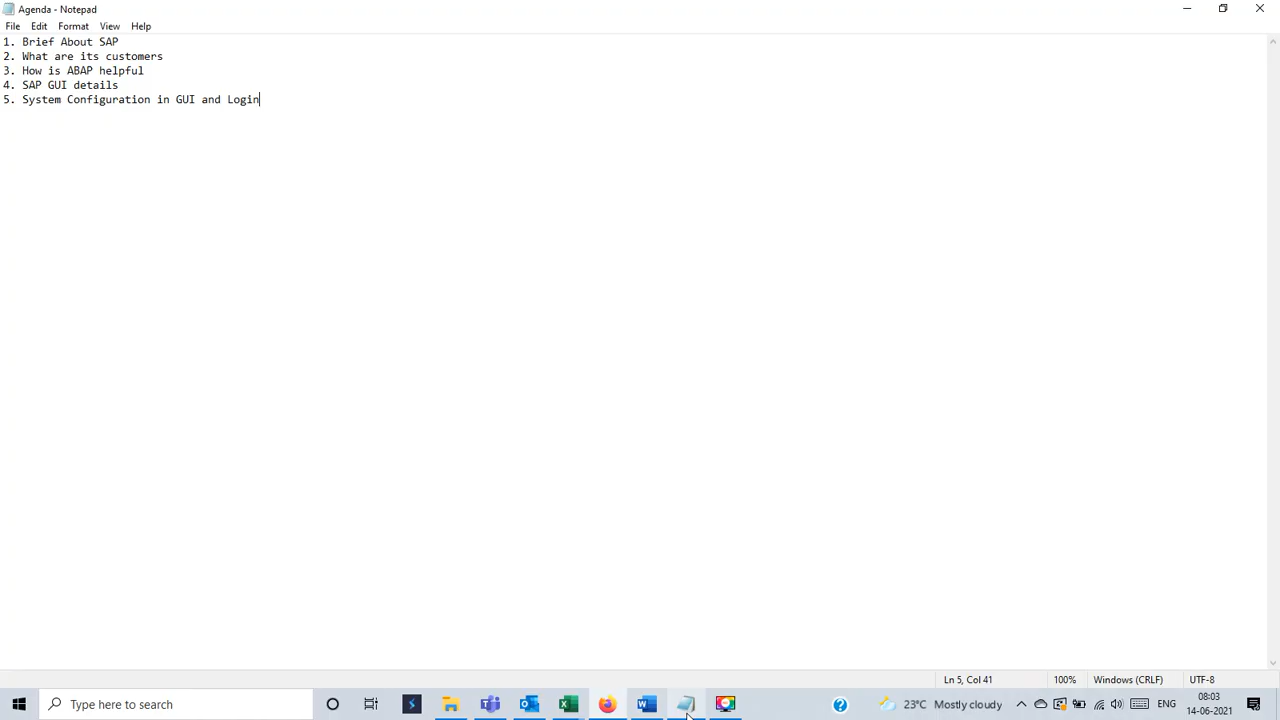 Agenda - Notepad
File Edit Format View Help
1. Brief About SAP
2. What are its customers
3. How is ABAP helpful
4. SAP GUI details
5. System Configuration in GUI and Login
Ln 5, Col 41 100% Windows (CRLF) UTF-8
Type here to search
23°C Mostly cloudy
ENG
08:03
14-06-2021